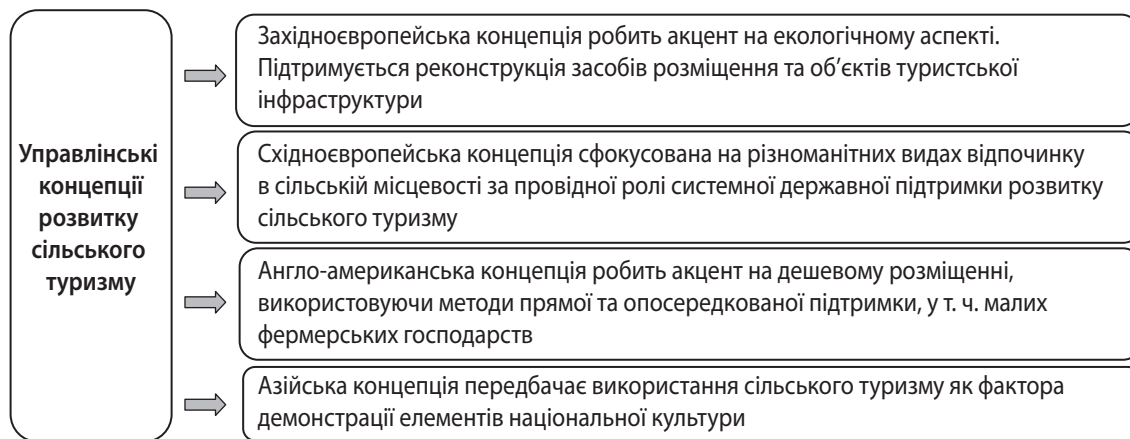 Управлінські
концепції
розвитку
сільського
туризму
Західноєвропейська концепція робить акцент на екологічному аспекті.
Підтримується реконструкція засобів розміщення та об’єктів туристської
інфраструктури
Східноєвропейська концепція сфокусована на різноманітних видах відпочинку
в сільській місцевості за провідної ролі системної державної підтримки розвитку
сільського туризму
Англо-американська концепція робить акцент на дешевому розміщенні,
використовуючи методи прямої та опосередкованої підтримки, у т. ч. малих
фермерських господарств
Азійська концепція передбачає використання сільського туризму як фактора
демонстрації елементів національної культури